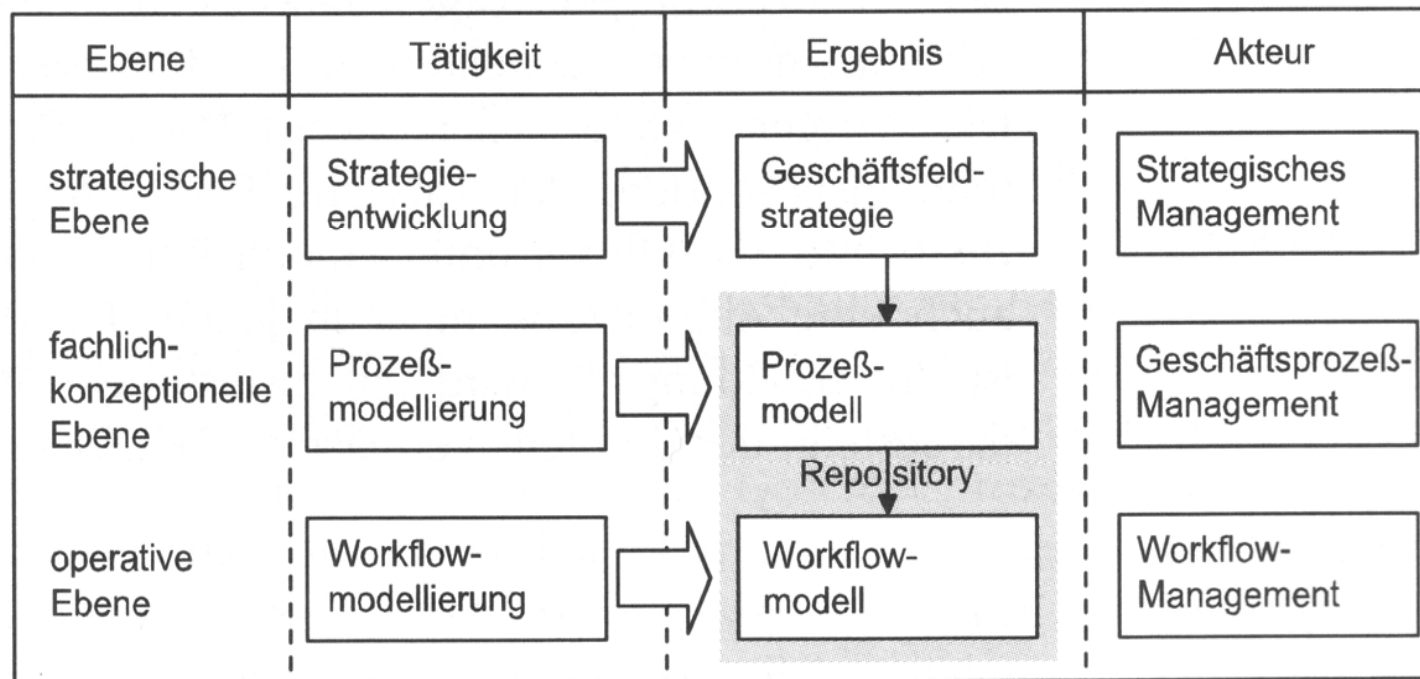 Ebene
Tätigkeit
Ergebnis
Akteur
strategische
Ebene
Strategie-
entwicklung
Geschäftsfeld-
strategie
Strategisches
Management
fachlich-
konzeptionelle
Ebene
Prozeß-
modellierung
Prozeß-
modell
Geschäftsprozeß-
Management
Repository
operative
Ebene
Workflow-
modellierung
Workflow-
modell
Workflow-
Management